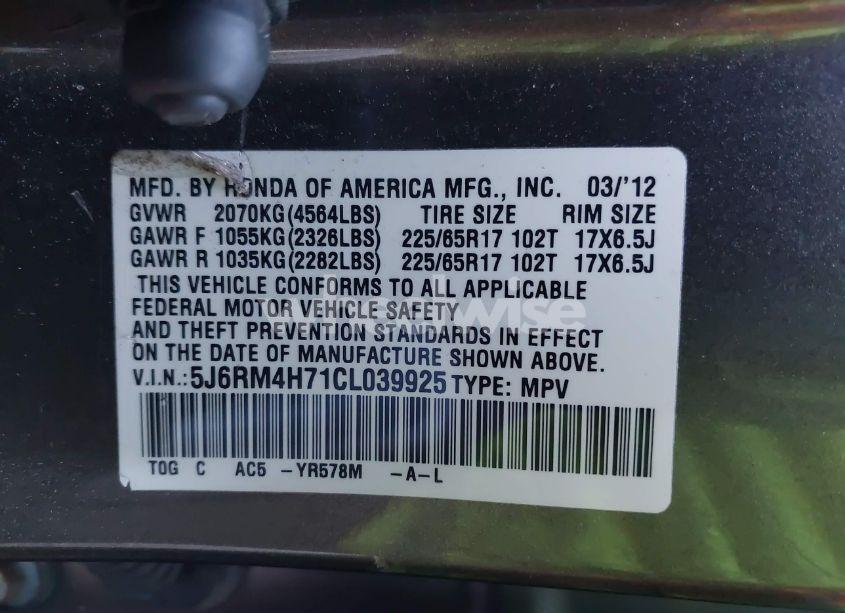 MFD. BY HONDA OF AMERICA MFG., INC. 03/'12
GVWR 2070KG(4564LBS) TIRE SIZE RIM SIZE
GAWR F 1055KG(2326LBS) 225/65R17 102T 17X6.5J
GAWR R 1035KG(2282LBS) 225/65R17 102T 17X6.5J
THIS VEHICLE CONFORMS TO ALL APPLICABLE
FEDERAL MOTOR VEHICLE SAFETY
AND THEFT PREVENTION STANDARDS IN EFFECT
ON THE DATE OF MANUFACTURE SHOWN ABOVE.
V.I.N.:5J6RM4H71CL039925 TYPE: MPV
TOG C AC5 -YR578M -A-L